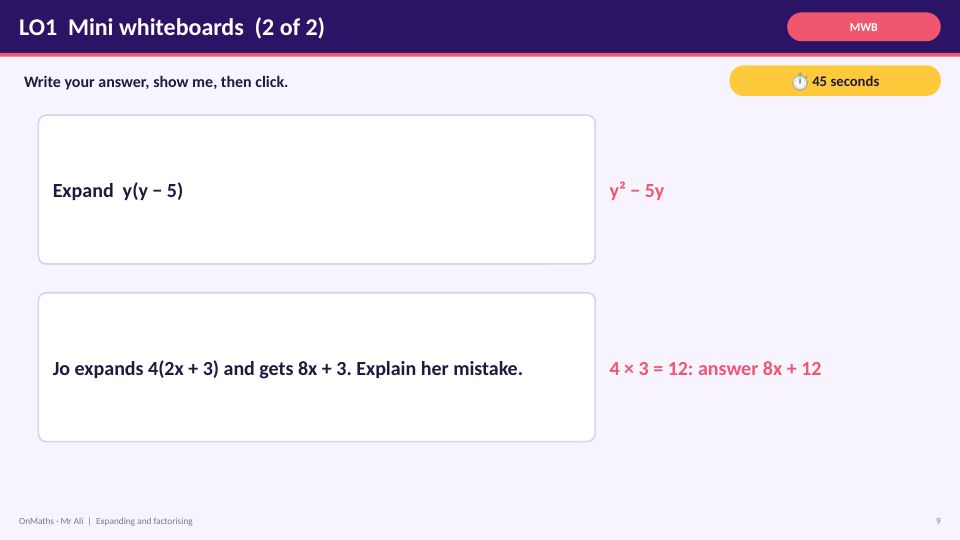 LO1  Mini whiteboards  (2 of 2)
MWB
Write your answer, show me, then click.
⏱ 45 seconds
Expand  y(y − 5)
y² − 5y
Jo expands 4(2x + 3) and gets 8x + 3. Explain her mistake.
4 × 3 = 12: answer 8x + 12
OnMaths · Mr Ali  |  Expanding and factorising
9